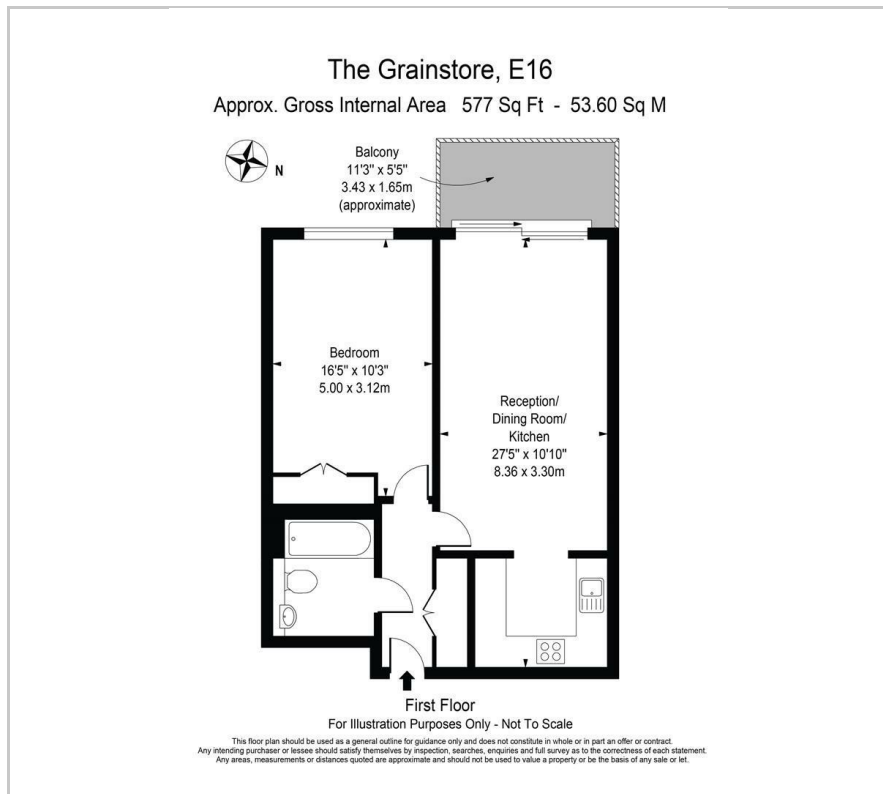 The Grainstore, E16
Approx. Gross Internal Area 577 Sq Ft - 53.60 Sq M
N
Balcony
11'3" x 5'5"
3.43 x 1.65m
(approximate)
Bedroom
16'5" x 10'3"
5.00 x 3.12m
Reception/
Dining Room/
Kitchen
27'5" x 10'10"
8.36 x 3.30m
First Floor
For Illustration Purposes Only - Not To Scale
This floor plan should be used as a general outline for guidance only and does not constitute in whole or in part an offer or contract.
Any intending purchaser or lessee should satisfy themselves by inspection, searches, enquiries and full survey as to the correctness of each statement.
Any areas, measurements or distances quoted are approximate and should not be used to value a property or be the basis of any sale or let.